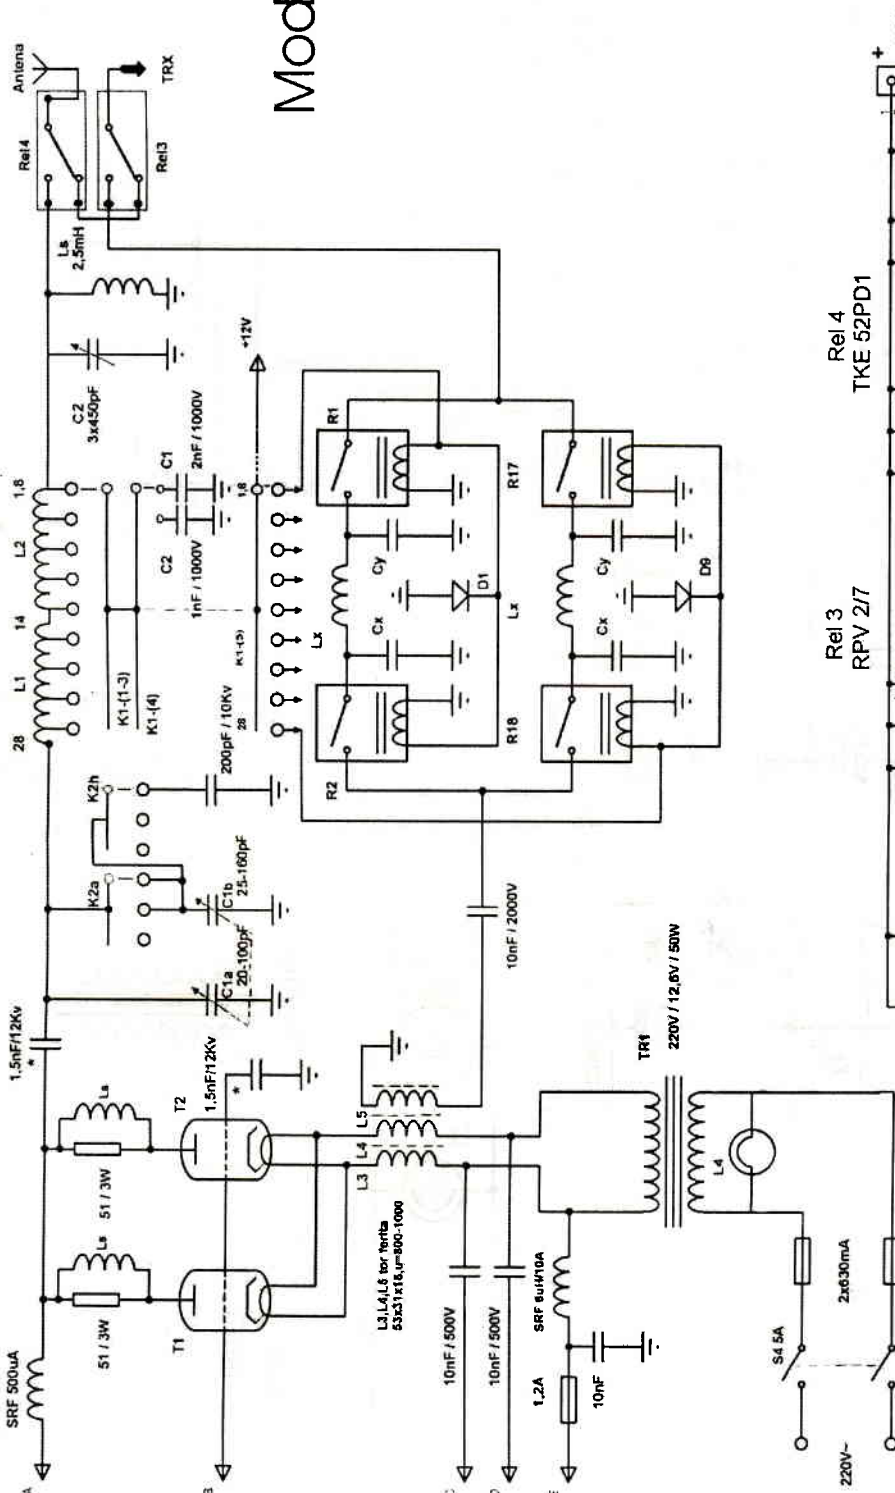 Mod
Antena
TRX
Rel4
Rel3
Ls
2,5mH
C2
3x450pF
+12V
1,8
L2
14
L1
28
C1
2nF / 1000V
C2
1nF / 1000V
K1-(1-3)
K1-(4)
K1-(5)
1,8
28
Lx
R1
R17
Cy
Cy
D1
D9
Lx
Cx
Cx
R18
R2
200pF / 10Kv
K2b
K2a
C1b
25-160pF
C1a
20-100pF
10nF / 2000V
1,5nF/12Kv
*
Ls
51 / 3W
T2
1,5nF/12Kv
*
Ls
51 / 3W
T1
SRF 500uA
L5
L4
L3
L3,L4,L5 tor ferita
53x31x15,u=800-1000
10nF / 500V
10nF / 500V
SRF 8uH/10A
1,2A
10nF
TR1
220V / 12,6V / 50W
L4
2x630mA
S4 5A
220V~
A
B
E
Rel 4
TKE 52PD1
Rel 3
RPV 2/7
+